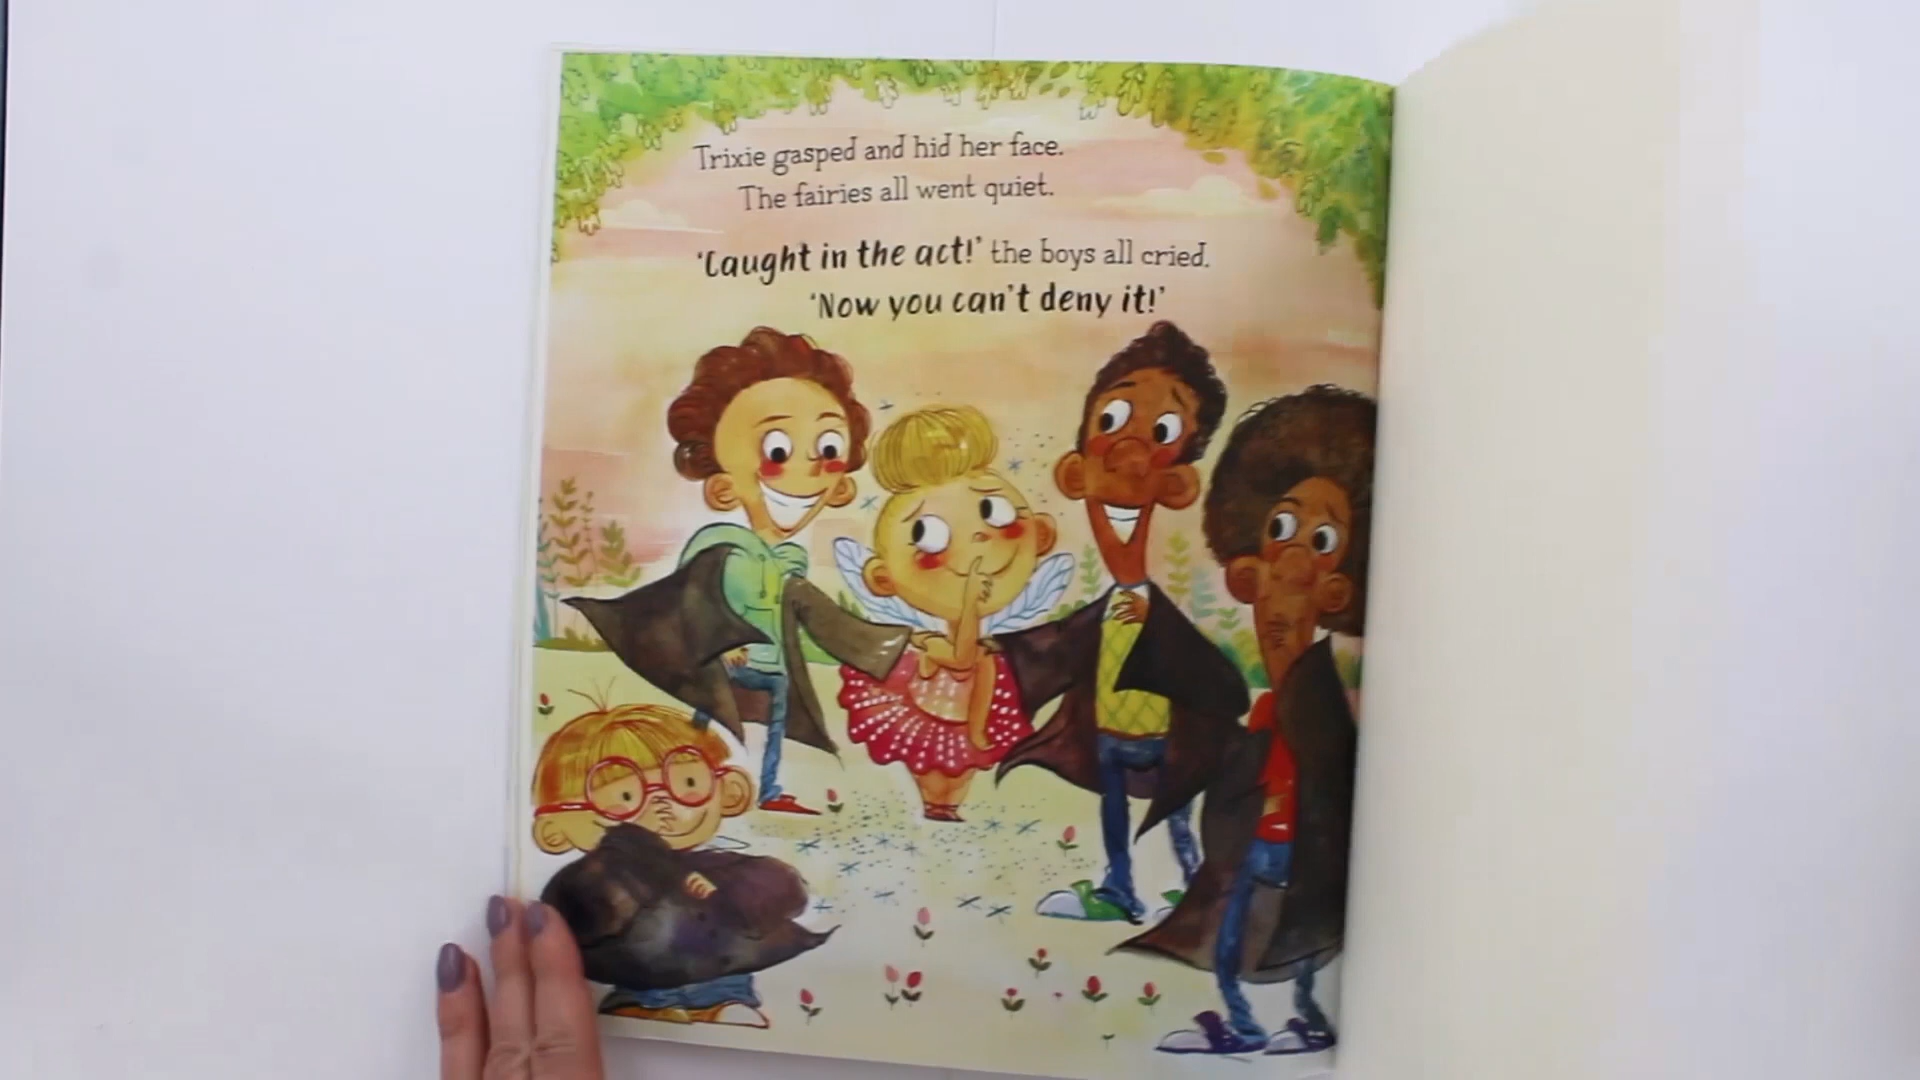 Trixie gasped and hid her face.
The fairies all went quiet.
‘Caught in the act!’ the boys all cried.
‘Now you can’t deny it!’